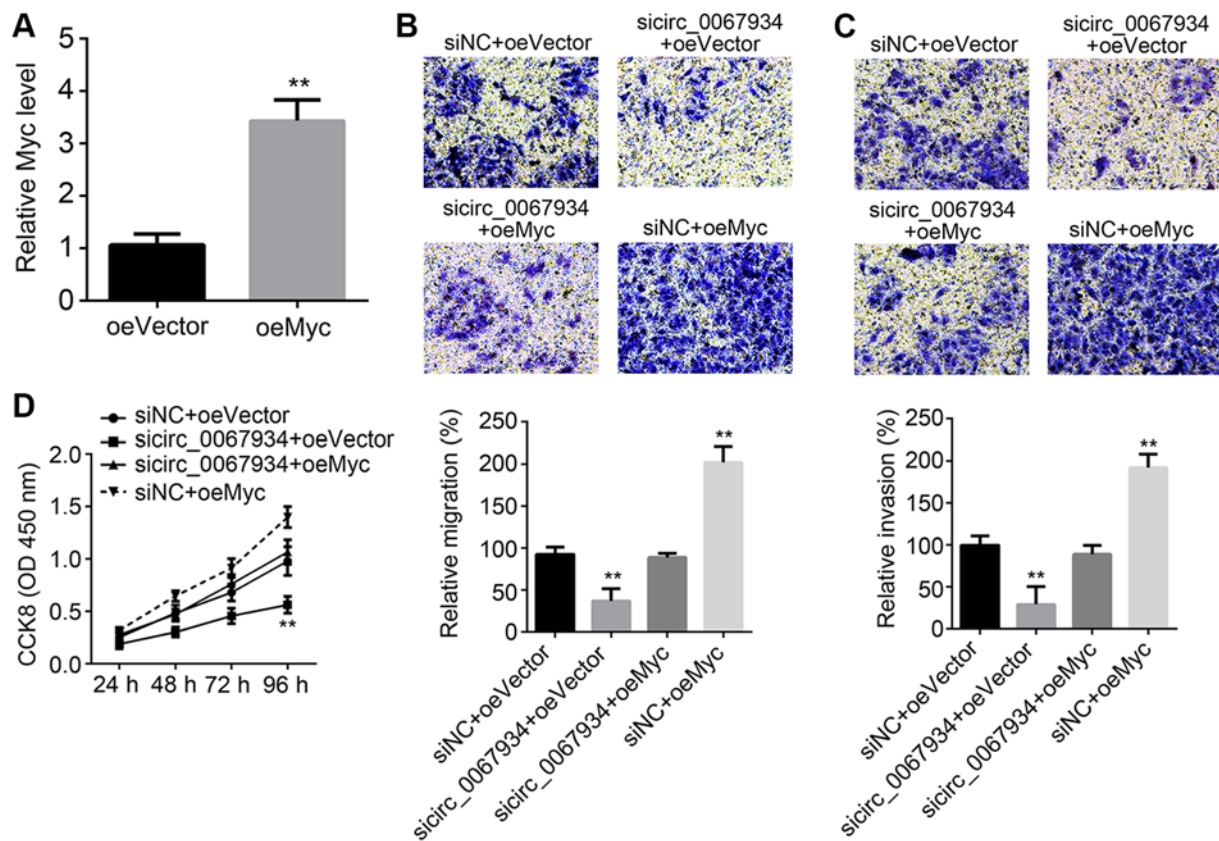 A
Relative Myc level
5
4
3
2
1
0
**
oeVector
oeMyc
B
siNC+oeVector
sicirc_0067934
+oeVector
sicirc_0067934
+oeMyc
siNC+oeMyc
Relative migration (%)
250
200
150
100
50
0
**
**
siNC+oeVector
sicirc_0067934+oeVector
sicirc_0067934+oeMyc
siNC+oeMyc
C
siNC+oeVector
sicirc_0067934
+oeVector
sicirc_0067934
+oeMyc
siNC+oeMyc
Relative invasion (%)
250
200
150
100
50
0
**
**
siNC+oeVector
sicirc_0067934+oeVector
sicirc_0067934+oeMyc
siNC+oeMyc
D
siNC+oeVector
sicirc_0067934+oeVector
sicirc_0067934+oeMyc
siNC+oeMyc
CCK8 (OD 450 nm)
2.0
1.5
1.0
0.5
0.0
**
24 h 48 h 72 h 96 h